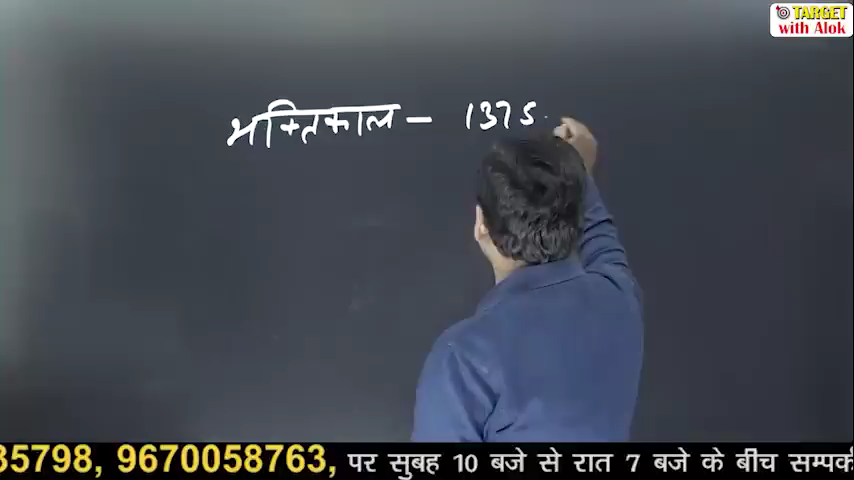 TARGET
with Alok
भक्तिकाल – 1375
35798, 9670058763, पर सुबह 10 बजे से रात 7 बजे के बीच सम्पर्क